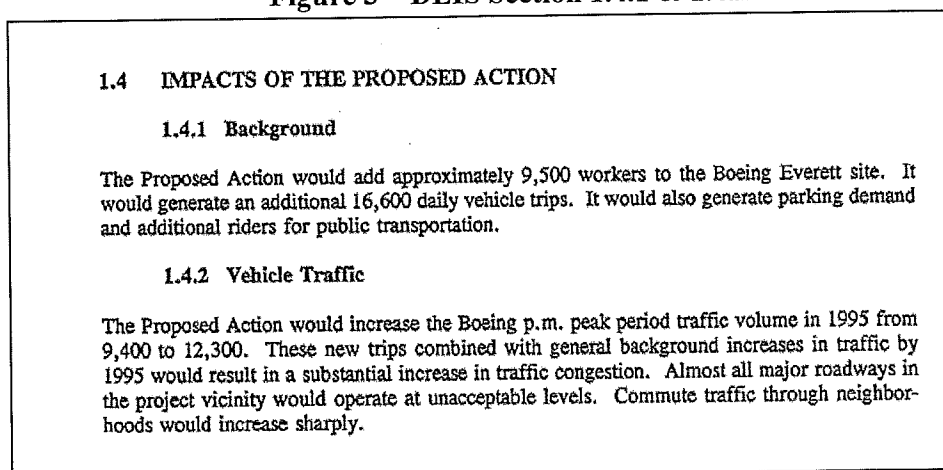 1.4 IMPACTS OF THE PROPOSED ACTION
1.4.1 Background
The Proposed Action would add approximately 9,500 workers to the Boeing Everett site. It
would generate an additional 16,600 daily vehicle trips. It would also generate parking demand
and additional riders for public transportation.
1.4.2 Vehicle Traffic
The Proposed Action would increase the Boeing p.m. peak period traffic volume in 1995 from
9,400 to 12,300. These new trips combined with general background increases in traffic by
1995 would result in a substantial increase in traffic congestion. Almost all major roadways in
the project vicinity would operate at unacceptable levels. Commute traffic through neighbor-
hoods would increase sharply.